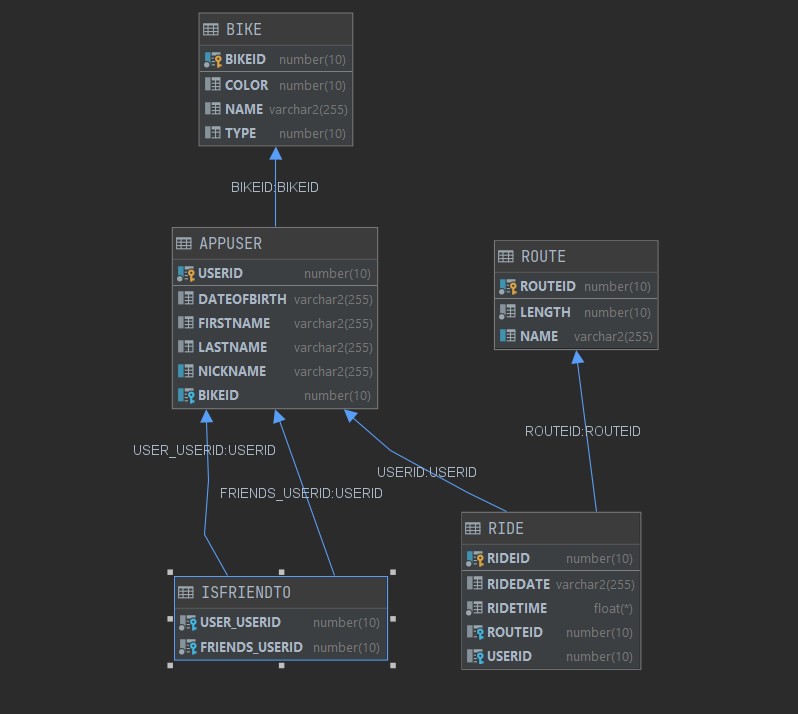 BIKE
BIKEID number(10)
COLOR number(10)
NAME varchar2(255)
TYPE number(10)
BIKEID:BIKEID
APPUSER
USERID number(10)
DATEOFBIRTH varchar2(255)
FIRSTNAME varchar2(255)
LASTNAME varchar2(255)
NICKNAME varchar2(255)
BIKEID number(10)
ROUTE
ROUTEID number(10)
LENGTH number(10)
NAME varchar2(255)
USER_USERID:USERID
FRIENDS_USERID:USERID
USERID:USERID
ROUTEID:ROUTEID
ISFRIENDTO
USER_USERID number(10)
FRIENDS_USERID number(10)
RIDE
RIDEID number(10)
RIDEDATE varchar2(255)
RIDETIME float(*)
ROUTEID number(10)
USERID number(10)